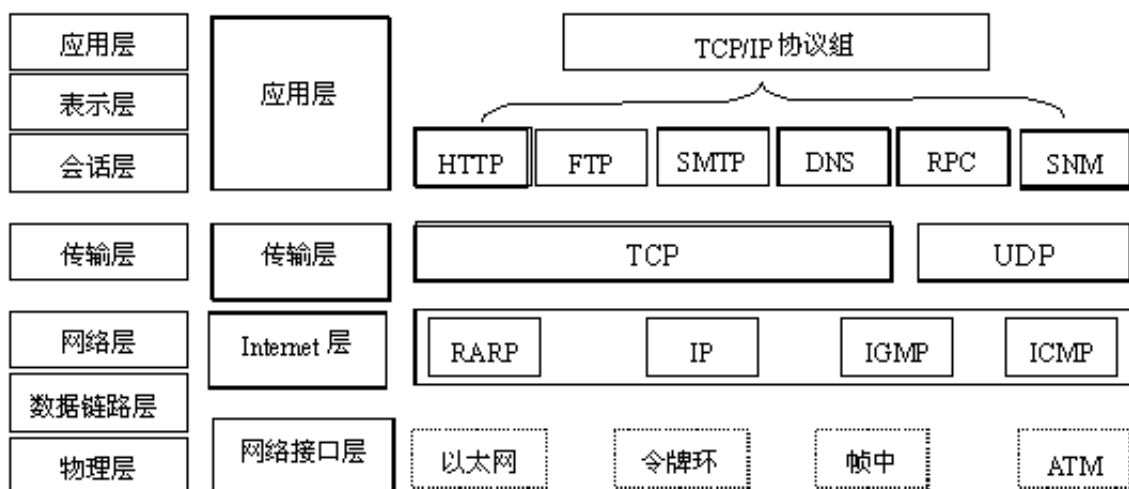 应用层
表示层
会话层
传输层
网络层
数据链路层
物理层
应用层
传输层
Internet 层
网络接口层
TCP/IP 协议组
HTTP
FTP
SMTP
DNS
RPC
SNM
TCP
UDP
RARP
IP
IGMP
ICMP
以太网
令牌环
帧中
ATM